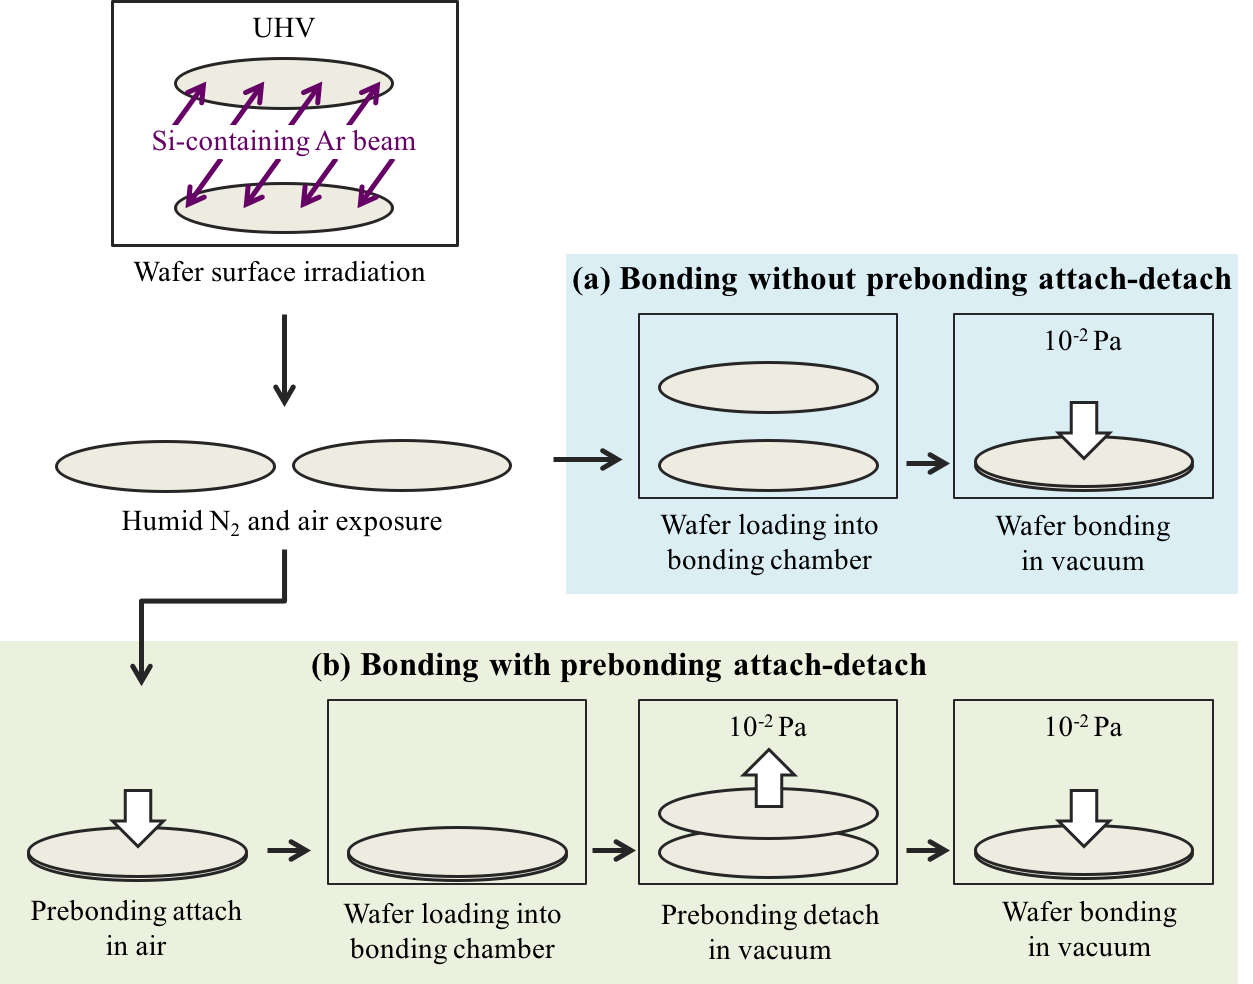 UHV
Si-containing Ar beam
Wafer surface irradiation
Humid N₂ and air exposure
(a) Bonding without prebonding attach-detach
10⁻² Pa
Wafer loading into
bonding chamber
Wafer bonding
in vacuum
(b) Bonding with prebonding attach-detach
10⁻² Pa
10⁻² Pa
Prebonding attach
in air
Wafer loading into
bonding chamber
Prebonding detach
in vacuum
Wafer bonding
in vacuum